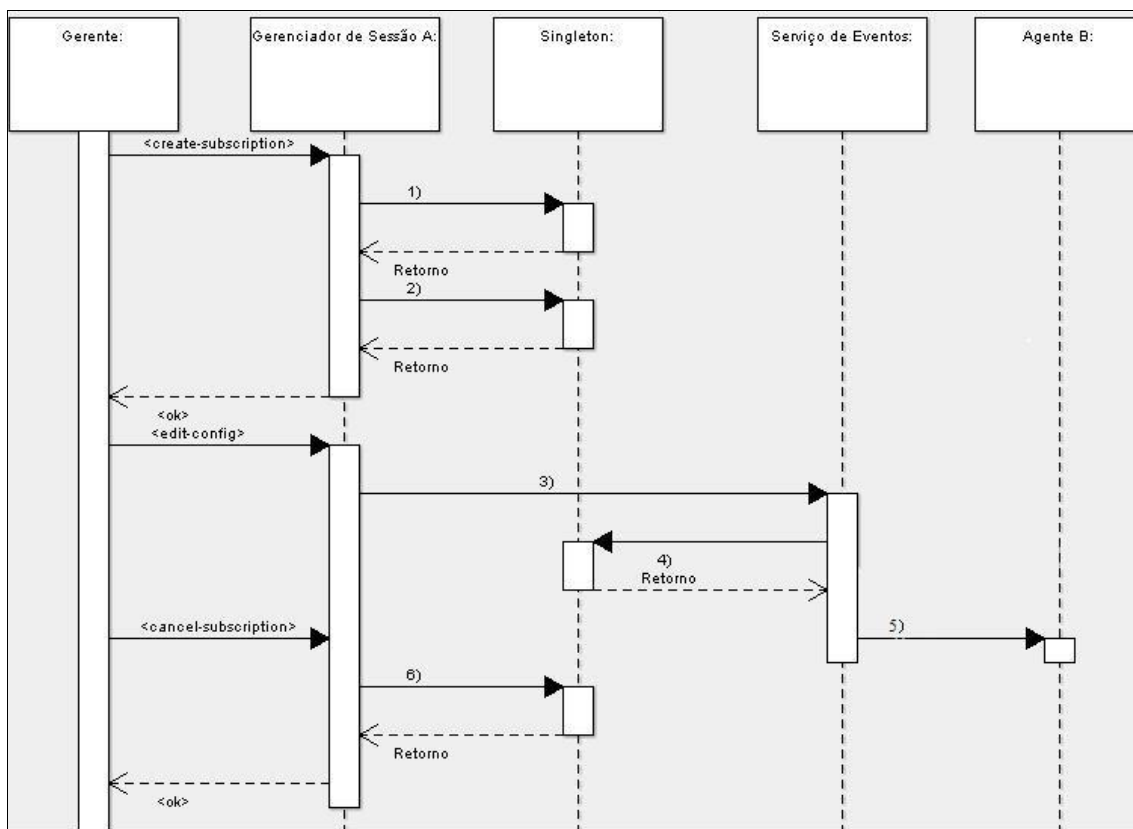 Gerente:
Gerenciador de Sessão A:
Singleton:
Serviço de Eventos:
Agente B:
<create-subscription>
1)
Retorno
2)
Retorno
<ok>
<edit-config>
3)
4)
Retorno
<cancel-subscription>
5)
6)
Retorno
<ok>